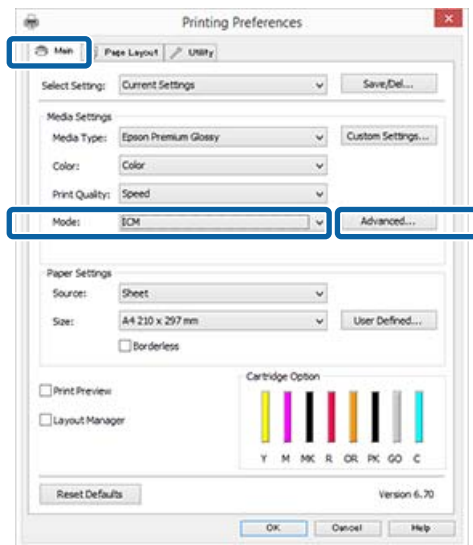 Printing Preferences
Main Page Layout Utility
Select Setting: Current Settings Save/Del...
Media Settings
Media Type: Epson Premium Glossy Custom Settings...
Color: Color
Print Quality: Speed
Mode: ICM Advanced...
Paper Settings
Source: Sheet
Size: A4 210 x 297 mm User Defined...
Borderless
Cartridge Option
Print Preview
Layout Manager
Y M MK R OR PK GO C
Reset Defaults Version 6.70
OK Cancel Help